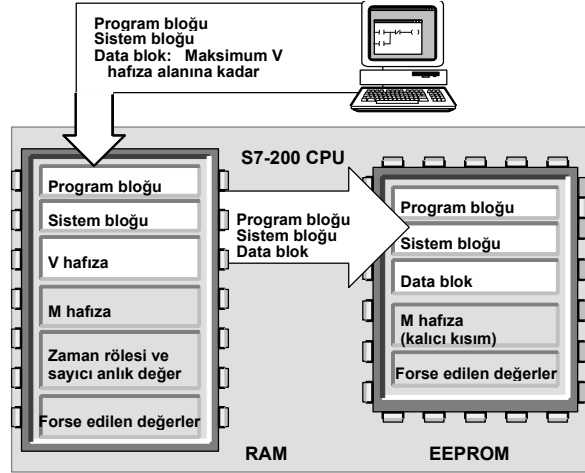 Program bloğu
Sistem bloğu
Data blok: Maksimum V
hafıza alanına kadar
S7-200 CPU
Program bloğu
Sistem bloğu
V hafıza
M hafıza
Zaman rölesi ve
sayıcı anlık değer
Forse edilen değerler
RAM
Program bloğu
Sistem bloğu
Data blok
Program bloğu
Sistem bloğu
Data blok
M hafıza
(kalıcı kısım)
Forse edilen değerler
EEPROM